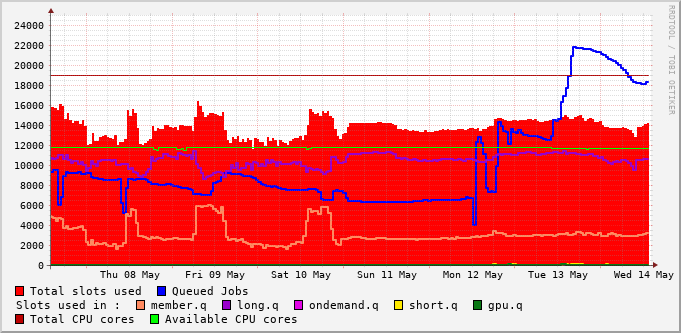 24000
22000
20000
18000
16000
14000
12000
10000
8000
6000
4000
2000
0
Thu 08 May Fri 09 May Sat 10 May Sun 11 May Mon 12 May Tue 13 May Wed 14 May
Total slots used Queued Jobs
Slots used in : member.q long.q ondemand.q short.q gpu.q
Total CPU cores Available CPU cores
RRDTOOL / TOBI OETIKER